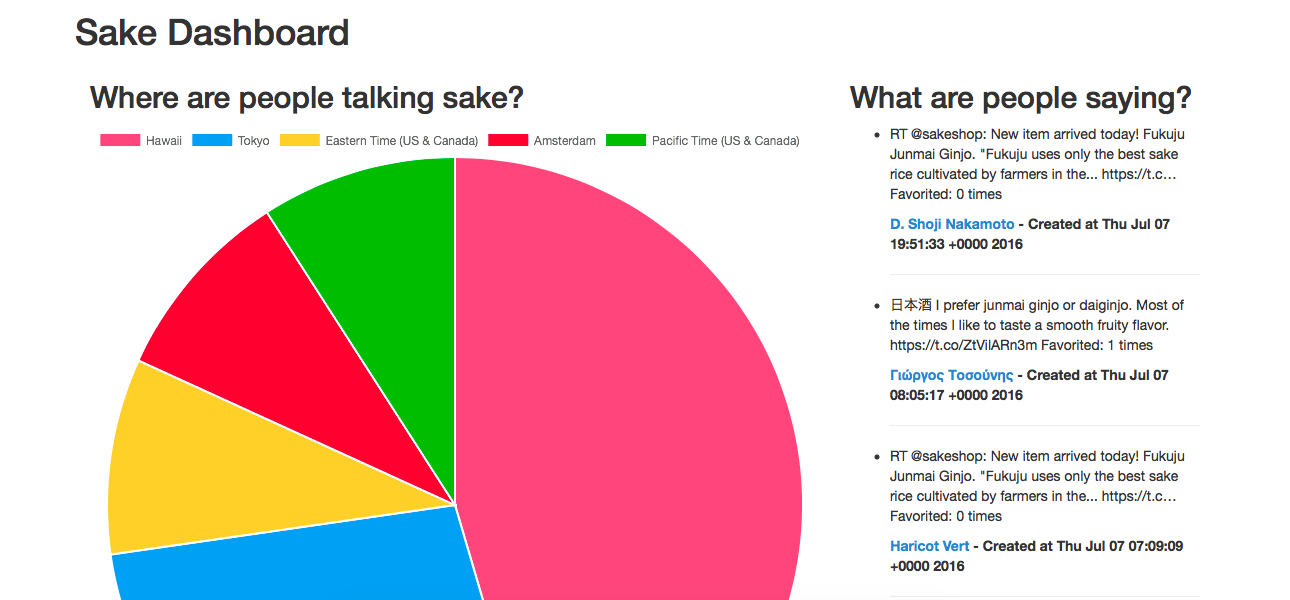 Sake Dashboard
Where are people talking sake?
Hawaii
Tokyo
Eastern Time (US & Canada)
Amsterdam
Pacific Time (US & Canada)
What are people saying?
RT @sakeshop: New item arrived today! Fukuju
Junmai Ginjo. "Fukuju uses only the best sake
rice cultivated by farmers in the... https://t.c…
Favorited: 0 times
D. Shoji Nakamoto - Created at Thu Jul 07
19:51:33 +0000 2016
日本酒 I prefer junmai ginjo or daiginjo. Most of
the times I like to taste a smooth fruity flavor.
https://t.co/ZtVilARn3m Favorited: 1 times
Γιώργος Τοσούνης - Created at Thu Jul 07
08:05:17 +0000 2016
RT @sakeshop: New item arrived today! Fukuju
Junmai Ginjo. "Fukuju uses only the best sake
rice cultivated by farmers in the... https://t.c…
Favorited: 0 times
Haricot Vert - Created at Thu Jul 07 07:09:09
+0000 2016